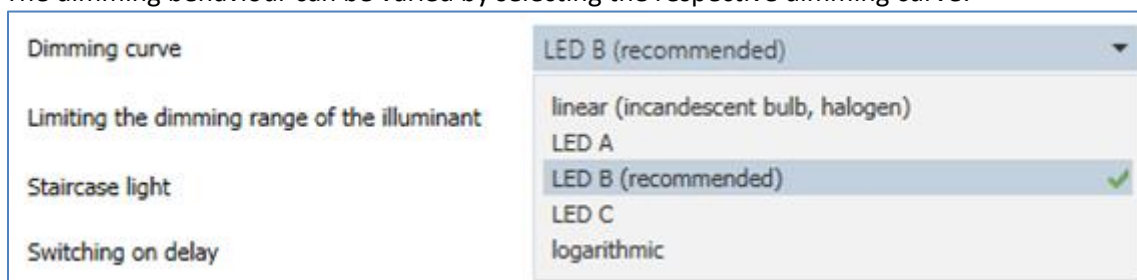 The dimming behaviour can be varied by selecting the respective dimming curve.
Dimming curve
LED B (recommended)
Limiting the dimming range of the illuminant
linear (incandescent bulb, halogen)
LED A
Staircase light
LED B (recommended)
LED C
Switching on delay
logarithmic